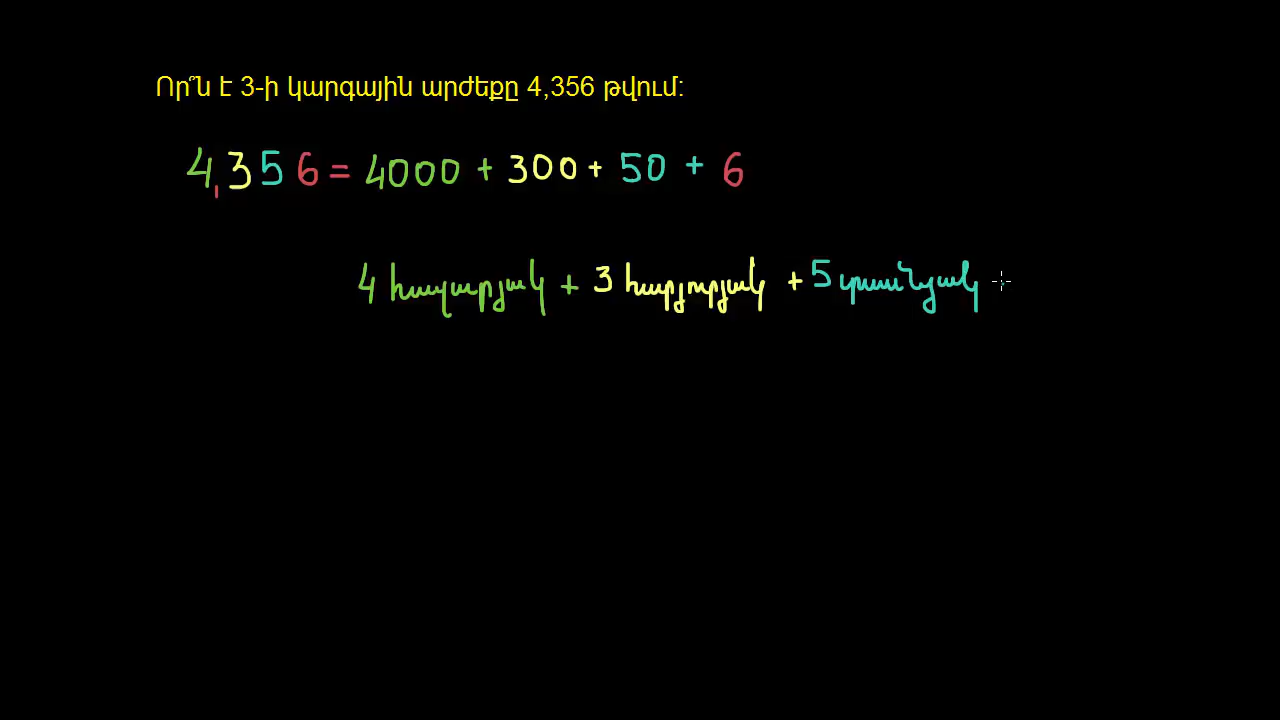 Որ՞ն է 3-ի կարգային արժեքը 4,356 թվում:
4,356 = 4000 + 300 + 50 + 6
4 հազարյակ + 3 հարյուրյակ + 5 տասնյակ